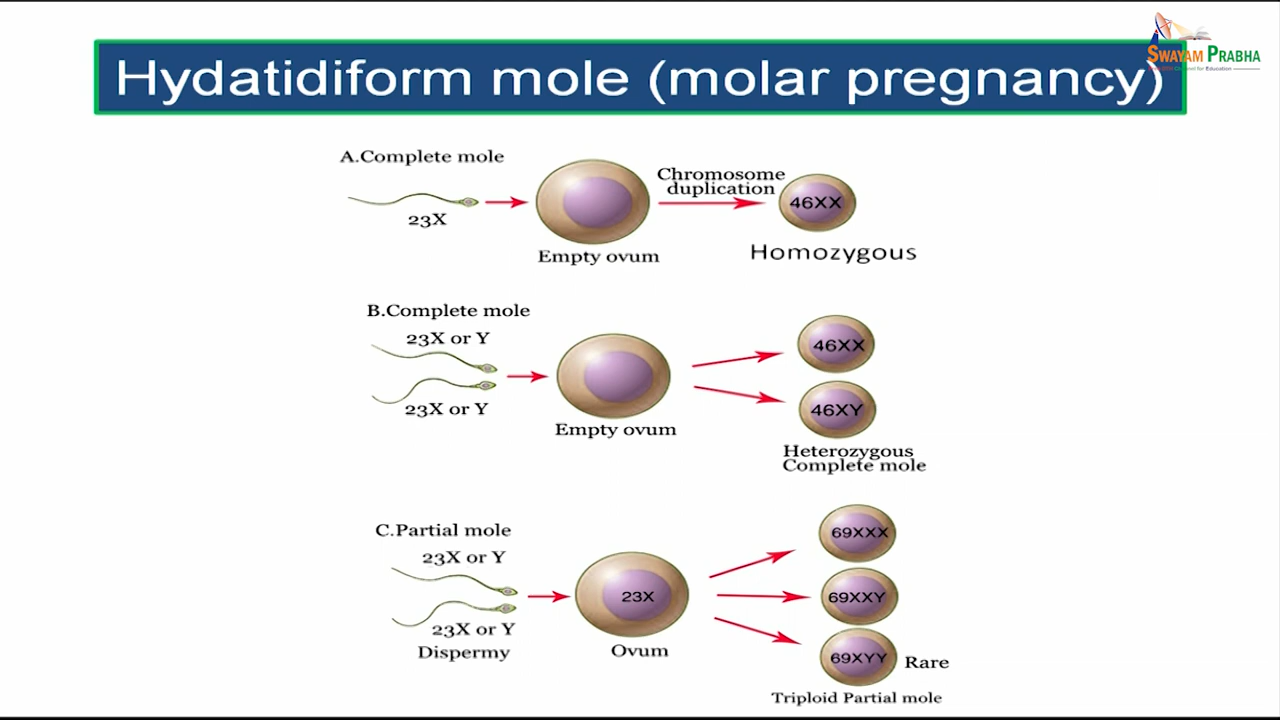 SWAYAM PRABHA
Hydatidiform mole (molar pregnancy)
A.Complete mole
23X
Empty ovum
Chromosome
duplication
46XX
Homozygous
B.Complete mole
23X or Y
23X or Y
Empty ovum
46XX
46XY
Heterozygous
Complete mole
C.Partial mole
23X or Y
23X or Y
Dispermy
23X
Ovum
69XXX
69XXY
69XYY Rare
Triploid Partial mole